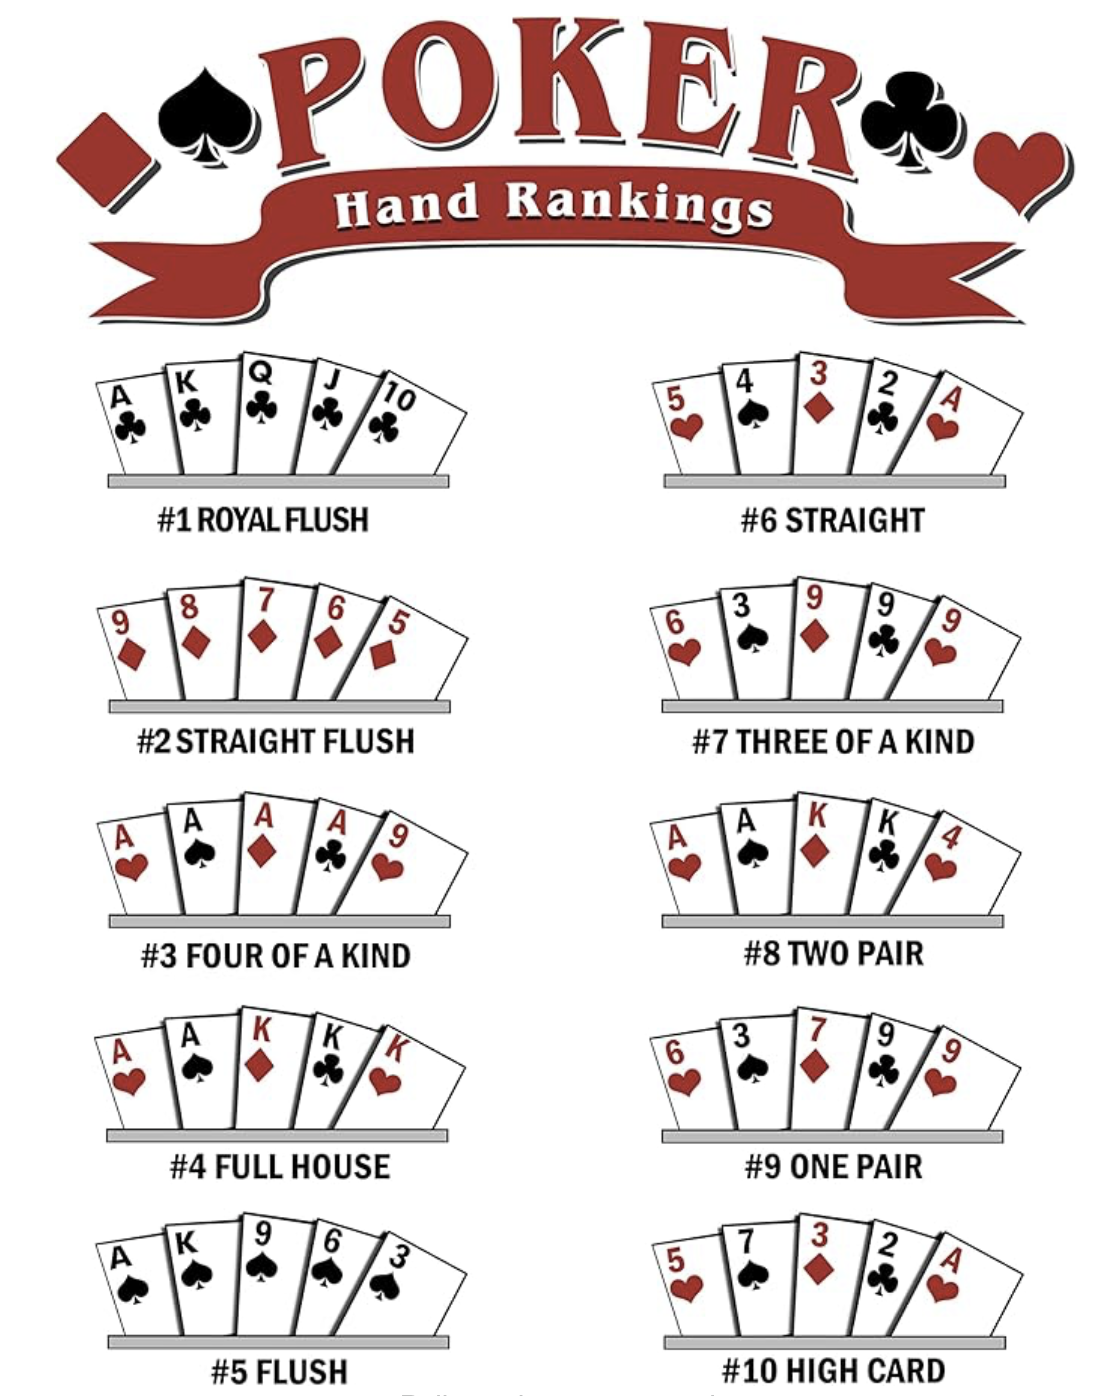 POKER
Hand Rankings
A K Q J 10
#1 ROYAL FLUSH
9 8 7 6 5
#2 STRAIGHT FLUSH
A A A A 9
#3 FOUR OF A KIND
A A K K K
#4 FULL HOUSE
A K 9 6 3
#5 FLUSH
5 4 3 2 A
#6 STRAIGHT
6 3 9 9 9
#7 THREE OF A KIND
A A K K 4
#8 TWO PAIR
6 3 7 9 9
#9 ONE PAIR
5 7 3 2 A
#10 HIGH CARD